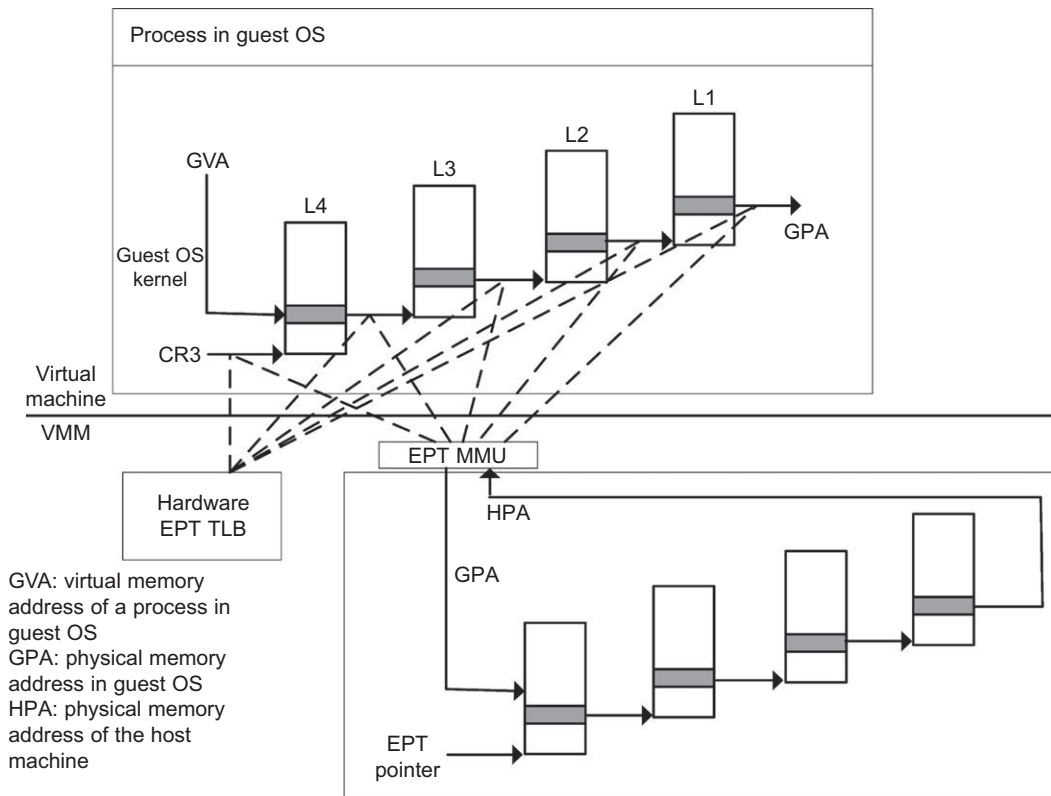 Process in guest OS
L1
L2
GVA
L3
L4
GPA
Guest OS
kernel
CR3
Virtual
machine
VMM
EPT MMU
Hardware
EPT TLB
HPA
GPA
GVA: virtual memory
address of a process in
guest OS
GPA: physical memory
address in guest OS
HPA: physical memory
address of the host
machine
EPT
pointer